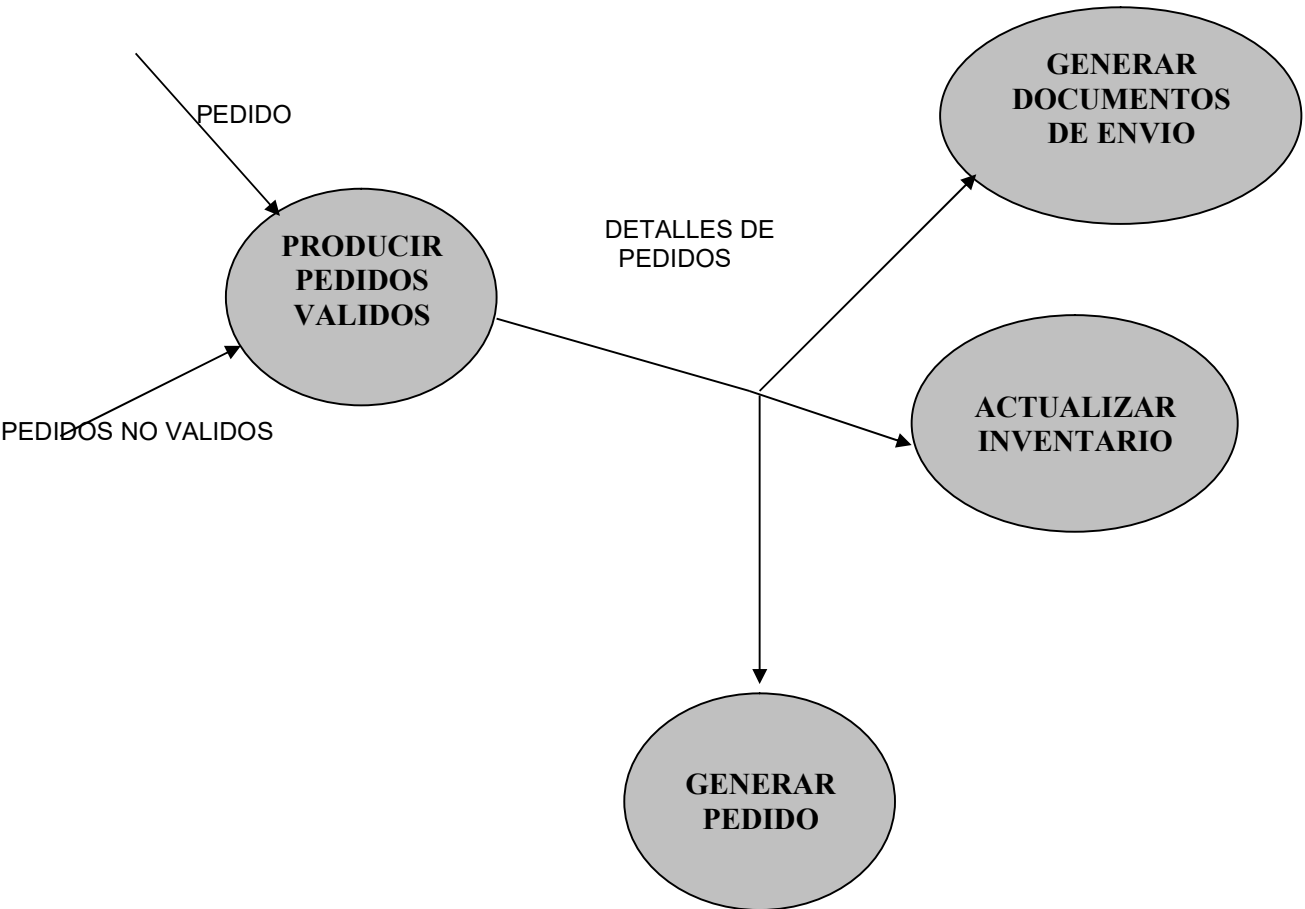 PEDIDO
PRODUCIR
PEDIDOS
VALIDOS
PEDIDOS NO VALIDOS
DETALLES DE
PEDIDOS
GENERAR
DOCUMENTOS
DE ENVIO
ACTUALIZAR
INVENTARIO
GENERAR
PEDIDO